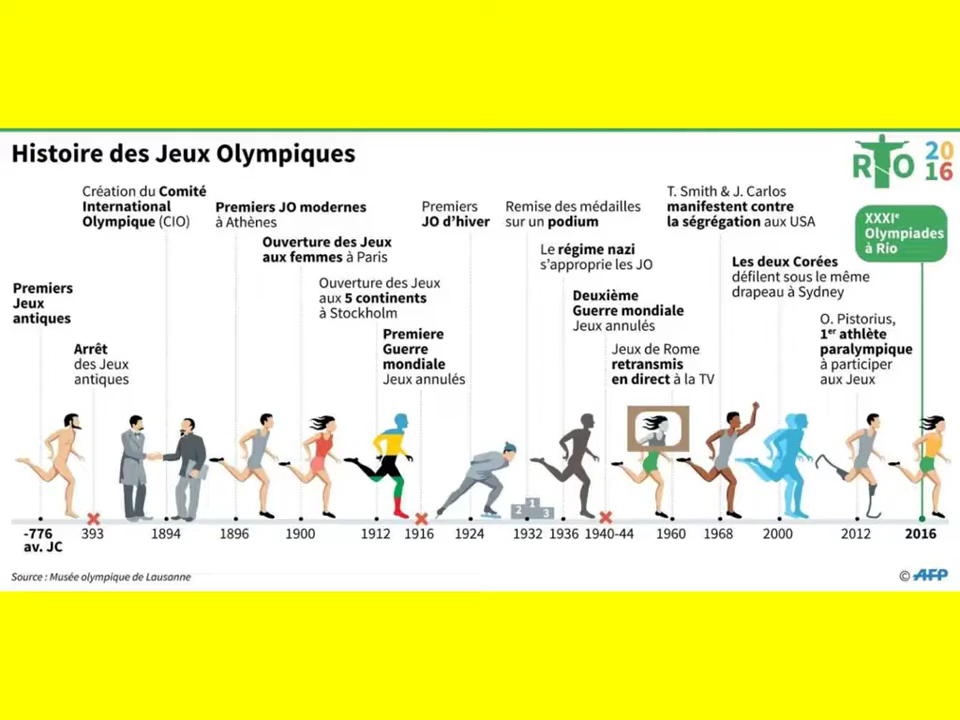 Histoire des Jeux Olympiques
RIO 2016
Création du Comité
International
Olympique (CIO)
Premiers JO modernes
à Athènes
Ouverture des Jeux
aux femmes à Paris
Ouverture des Jeux
aux 5 continents
à Stockholm
Premiers
Jeux
antiques
Arrêt
des Jeux
antiques
Premiere
Guerre
mondiale
Jeux annulés
Premiers
JO d'hiver
Remise des médailles
sur un podium
Le régime nazi
s'approprie les JO
Deuxième
Guerre mondiale
Jeux annulés
Jeux de Rome
retransmis
en direct à la TV
T. Smith & J. Carlos
manifestent contre
la ségrégation aux USA
Les deux Corées
défilent sous le même
drapeau à Sydney
O. Pistorius,
1er athlète
paralympique
à participer
aux Jeux
XXXIe
Olympiades
à Rio
2 1 3
-776 393 1894 1896 1900 1912 1916 1924 1932 1936 1940-44 1960 1968 2000 2012 2016
av. JC
Source : Musée olympique de Lausanne
© AFP